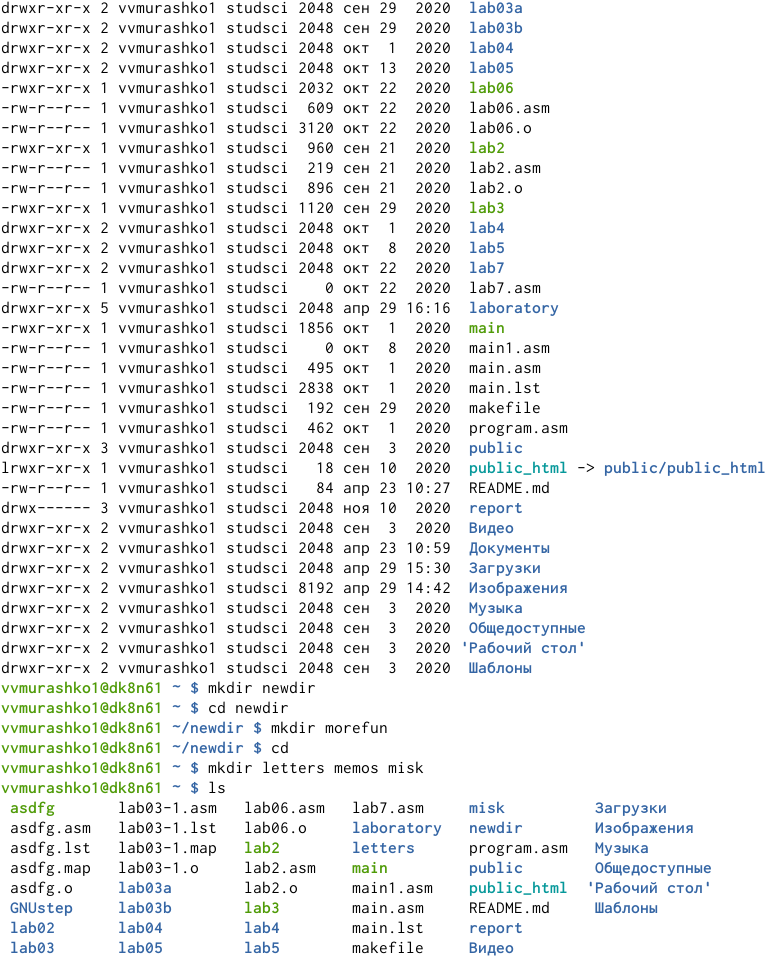 drwxr-xr-x 2 vvmurashko1 studsci 2048 сен 29  2020  lab03a
drwxr-xr-x 2 vvmurashko1 studsci 2048 сен 29  2020  lab03b
drwxr-xr-x 2 vvmurashko1 studsci 2048 окт  1  2020  lab04
drwxr-xr-x 2 vvmurashko1 studsci 2048 окт 13  2020  lab05
-rwxr-xr-x 1 vvmurashko1 studsci 2032 окт 22  2020  lab06
-rw-r--r-- 1 vvmurashko1 studsci  609 окт 22  2020  lab06.asm
-rw-r--r-- 1 vvmurashko1 studsci 3120 окт 22  2020  lab06.o
-rwxr-xr-x 1 vvmurashko1 studsci  960 сен 21  2020  lab2
-rw-r--r-- 1 vvmurashko1 studsci  219 сен 21  2020  lab2.asm
-rw-r--r-- 1 vvmurashko1 studsci  896 сен 21  2020  lab2.o
-rwxr-xr-x 1 vvmurashko1 studsci 1120 сен 29  2020  lab3
drwxr-xr-x 2 vvmurashko1 studsci 2048 окт  1  2020  lab4
drwxr-xr-x 2 vvmurashko1 studsci 2048 окт  8  2020  lab5
drwxr-xr-x 2 vvmurashko1 studsci 2048 окт 22  2020  lab7
-rw-r--r-- 1 vvmurashko1 studsci    0 окт 22  2020  lab7.asm
drwxr-xr-x 5 vvmurashko1 studsci 2048 апр 29 16:16  laboratory
-rwxr-xr-x 1 vvmurashko1 studsci 1856 окт  1  2020  main
-rw-r--r-- 1 vvmurashko1 studsci    0 окт  8  2020  main1.asm
-rw-r--r-- 1 vvmurashko1 studsci  495 окт  1  2020  main.asm
-rw-r--r-- 1 vvmurashko1 studsci 2838 окт  1  2020  main.lst
-rw-r--r-- 1 vvmurashko1 studsci  192 сен 29  2020  makefile
-rw-r--r-- 1 vvmurashko1 studsci  462 окт  1  2020  program.asm
drwxr-xr-x 3 vvmurashko1 studsci 2048 сен  3  2020  public
lrwxr-xr-x 1 vvmurashko1 studsci   18 сен 10  2020  public_html -> public/public_html
-rw-r--r-- 1 vvmurashko1 studsci   84 апр 23 10:27  README.md
drwx------ 3 vvmurashko1 studsci 2048 ноя 10  2020  report
drwxr-xr-x 2 vvmurashko1 studsci 2048 сен  3  2020  Видео
drwxr-xr-x 2 vvmurashko1 studsci 2048 апр 23 10:59  Документы
drwxr-xr-x 2 vvmurashko1 studsci 2048 апр 29 15:30  Загрузки
drwxr-xr-x 2 vvmurashko1 studsci 8192 апр 29 14:42  Изображения
drwxr-xr-x 2 vvmurashko1 studsci 2048 сен  3  2020  Музыка
drwxr-xr-x 2 vvmurashko1 studsci 2048 сен  3  2020  Общедоступные
drwxr-xr-x 2 vvmurashko1 studsci 2048 сен  3  2020 'Рабочий стол'
drwxr-xr-x 2 vvmurashko1 studsci 2048 сен  3  2020  Шаблоны
vvmurashko1@dk8n61 ~ $ mkdir newdir
vvmurashko1@dk8n61 ~ $ cd newdir
vvmurashko1@dk8n61 ~/newdir $ mkdir morefun
vvmurashko1@dk8n61 ~/newdir $ cd
vvmurashko1@dk8n61 ~ $ mkdir letters memos misk
vvmurashko1@dk8n61 ~ $ ls
asdfg       lab03-1.asm   lab06.asm   lab7.asm     misk          Загрузки
asdfg.asm   lab03-1.lst   lab06.o     laboratory   newdir        Изображения
asdfg.lst   lab03-1.map   lab2        letters      program.asm   Музыка
asdfg.map   lab03-1.o     lab2.asm    main         public        Общедоступные
asdfg.o     lab03a        lab2.o      main1.asm    public_html  'Рабочий стол'
GNUstep     lab03b        lab3        main.asm     README.md     Шаблоны
lab02       lab04         lab4        main.lst     report
lab03       lab05         lab5        makefile     Видео